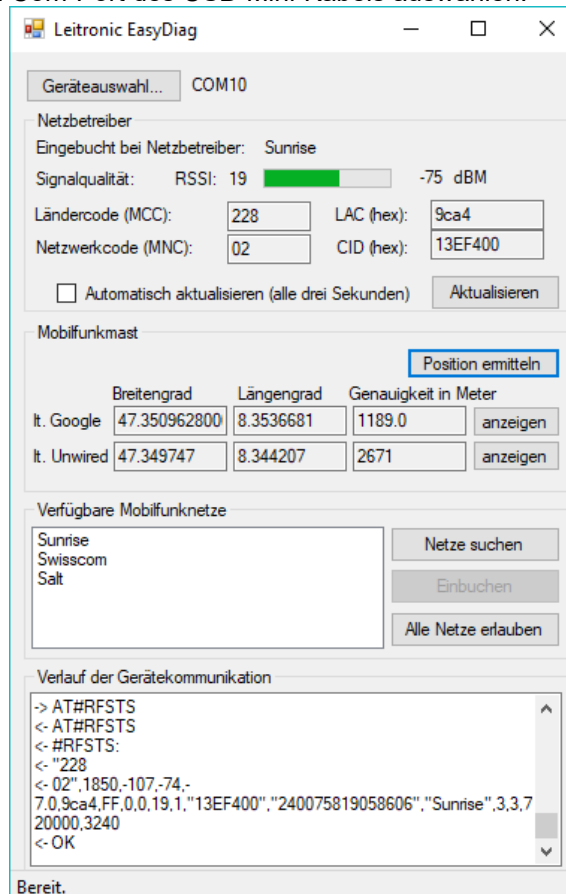 Leitronic EasyDiag
Geräteauswahl... COM10
Netzbetreiber
Eingebucht bei Netzbetreiber: Sunrise
Signalqualität: RSSI: 19 -75 dBM
Ländercode (MCC): 228 LAC (hex): 9ca4
Netzwerkcode (MNC): 02 CID (hex): 13EF400
Automatisch aktualisieren (alle drei Sekunden) Aktualisieren
Mobilfunkmast
Position ermitteln
Breitengrad Längengrad Genauigkeit in Meter
lt. Google 47.350962800 8.3536681 1189.0 anzeigen
lt. Unwired 47.349747 8.344207 2671 anzeigen
Verfügbare Mobilfunknetze
Sunrise
Swisscom
Salt
Netze suchen
Einbuchen
Alle Netze erlauben
Verlauf der Gerätekommunikation
-> AT#RFSTS
<- AT#RFSTS
<- #RFSTS:
<- "228
<- 02",1850,-107,-74,-
7.0,9ca4,FF,0,0,19,1,"13EF400","240075819058606","Sunrise",3,3,7
20000,3240
<- OK
Bereit.